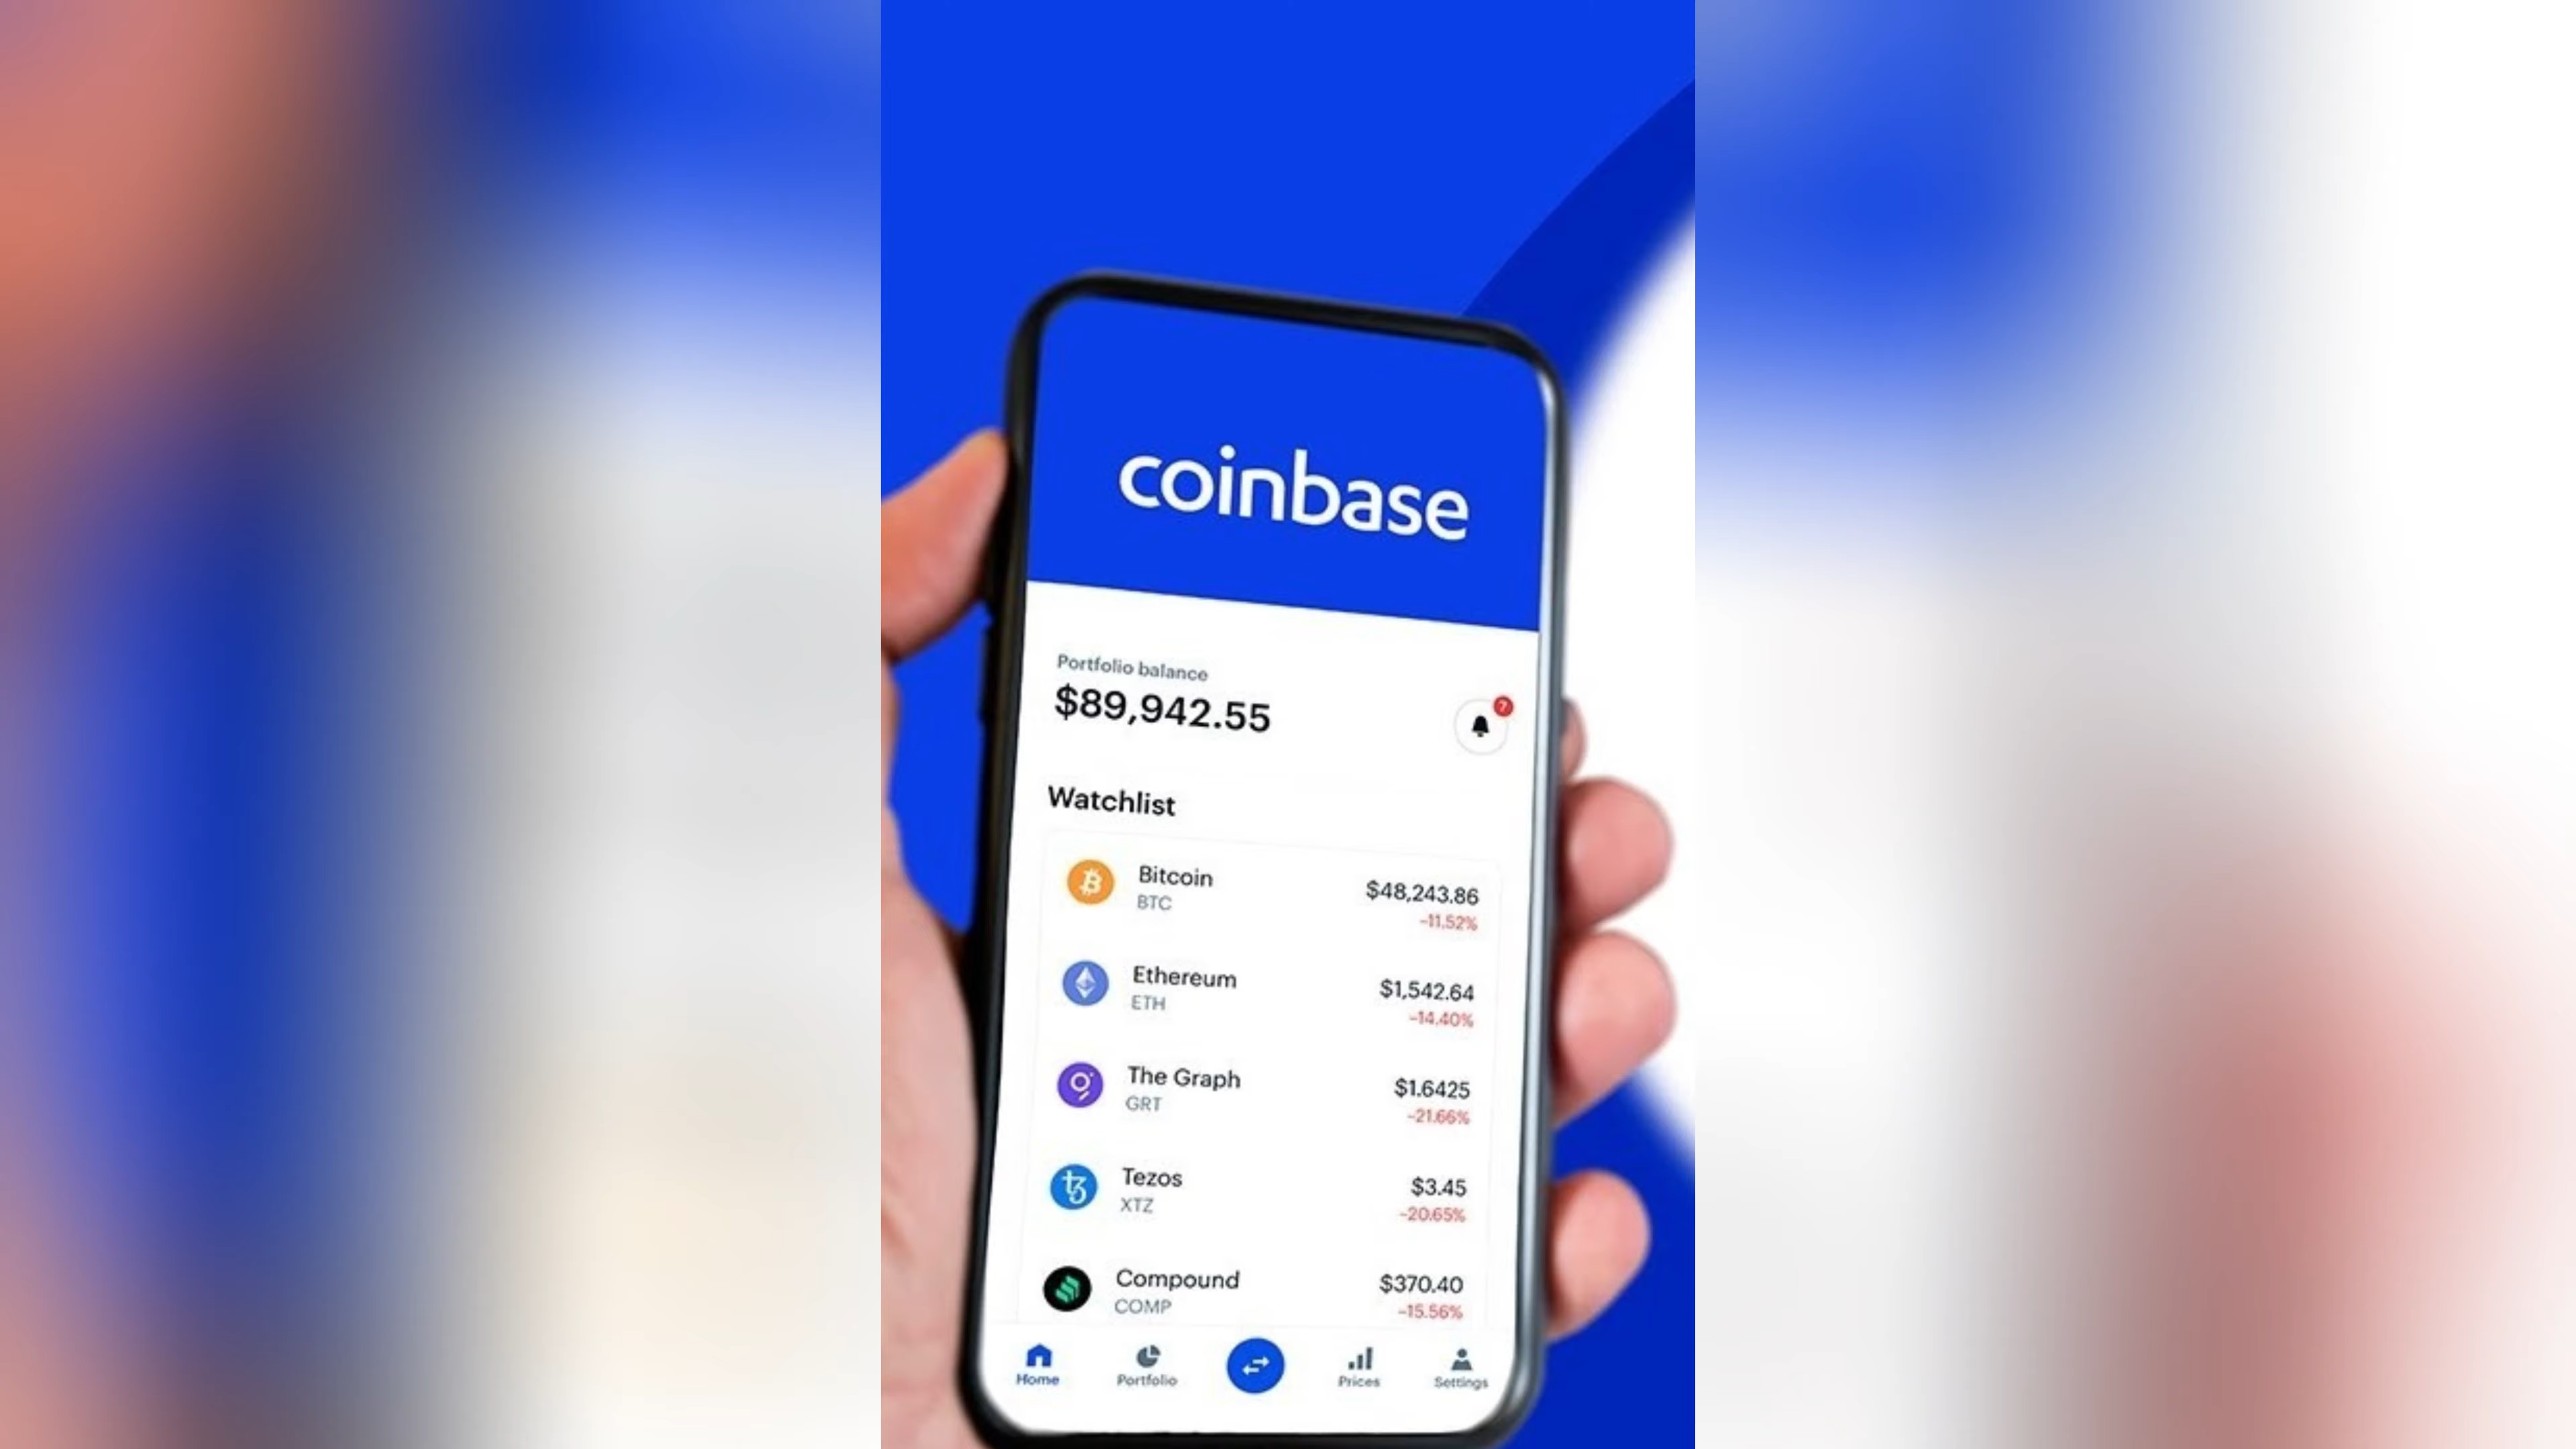 coinbase
Portfolio balance
$89,942.55
7
Watchlist
Bitcoin
$48,243.86
BTC
-11.52%
Ethereum
$1,542.64
ETH
-14.40%
The Graph
$1.6425
GRT
-21.66%
Tezos
$3.45
XTZ
-20.65%
Compound
$370.40
COMP
-15.56%
Home Portfolio Prices Settings